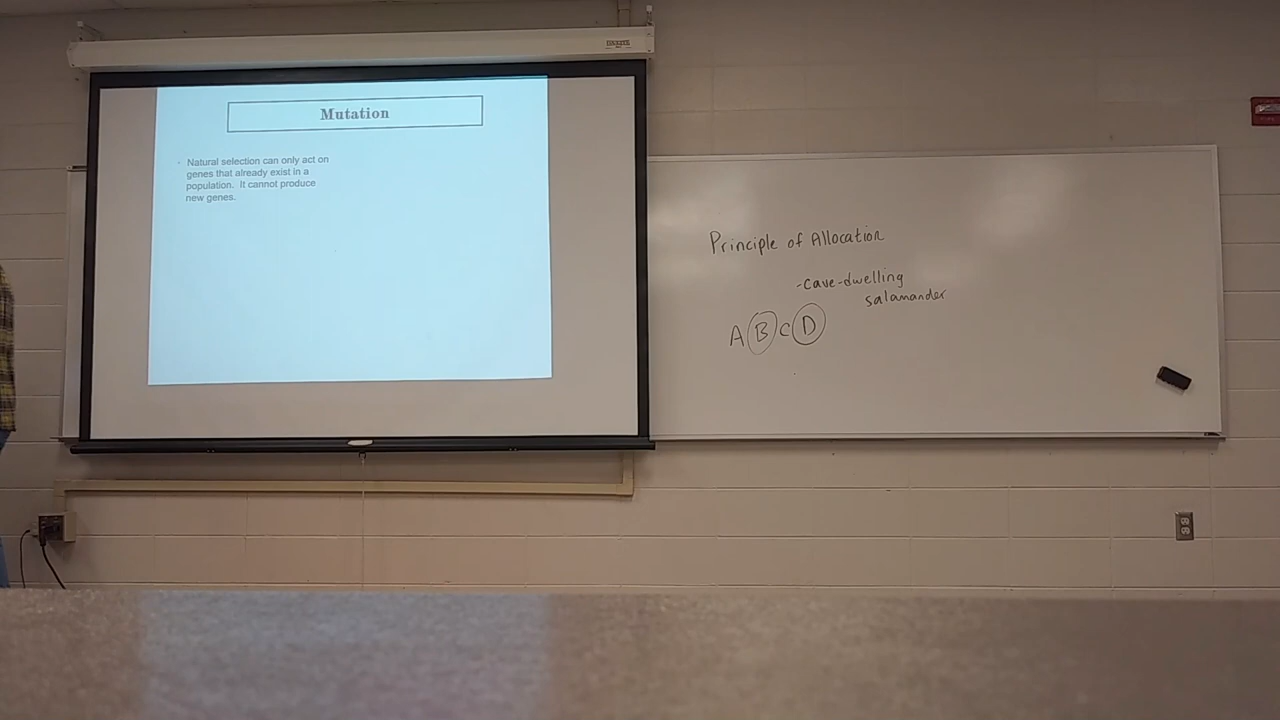 Mutation
• Natural selection can only act on
genes that already exist in a
population. It cannot produce
new genes.
Principle of Allocation
-cave-dwelling
salamander
A B C D